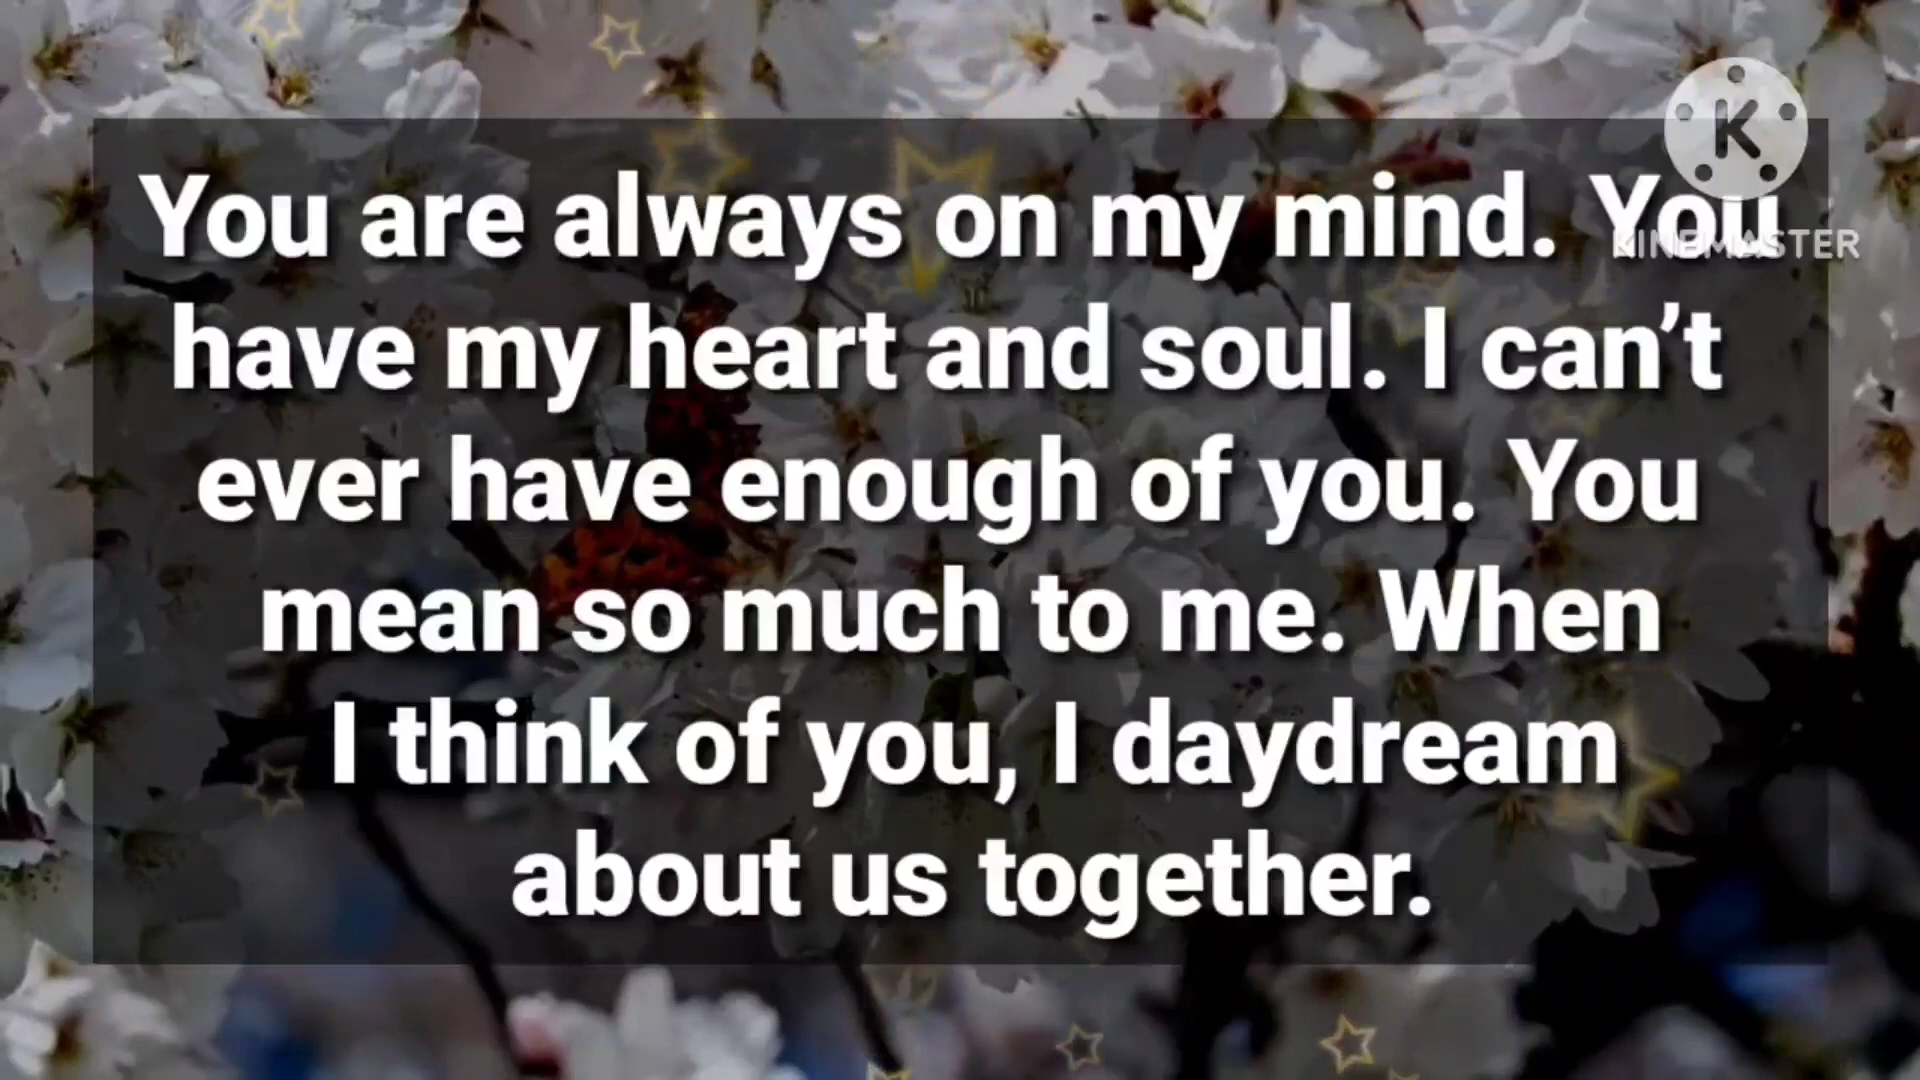 You are always on my mind. You
KINEMASTER
have my heart and soul. I can’t
ever have enough of you. You
mean so much to me. When
I think of you, I daydream
about us together.